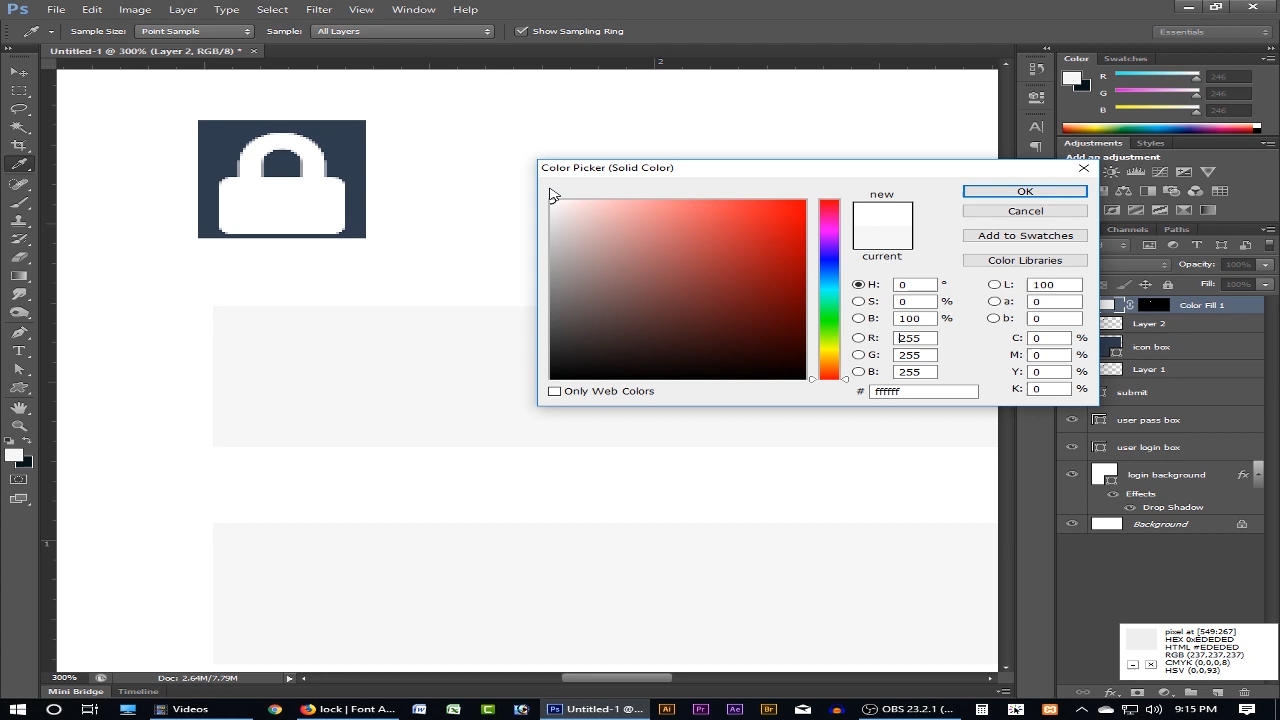 Ps File Edit Image Layer Type Select Filter View Window Help
Sample Size: Point Sample Sample: All Layers Show Sampling Ring Essentials
Untitled-1 @ 300% (Layer 2, RGB/8) * ×
2
Color Swatches
R 246
G 246
B 246
Adjustments Styles
Add an adjustment
Color Picker (Solid Color)
new
current
OK
Cancel
Add to Swatches
Color Libraries
H: 0 °
S: 0 %
B: 100 %
R: 255
G: 255
B: 255
L: 100
a: 0
b: 0
C: 0 %
M: 0 %
Y: 0 %
K: 0 %
Only Web Colors
# ffffff
Channels Paths
Opacity: 100%
Fill: 100%
Color Fill 1
Layer 2
icon box
Layer 1
submit
user pass box
user login box
login background fx
Effects
Drop Shadow
Background
1
pixel at [549:267]
HEX 0xEDEDED
HTML #EDEDED
RGB (237,237,237)
CMYK (0,0,0,8)
HSV (0,0,93)
300% Doc: 2.64M/7.79M
Mini Bridge Timeline
Videos lock | Font A... Untitled-1 @... OBS 23.2.1 (... 9:15 PM